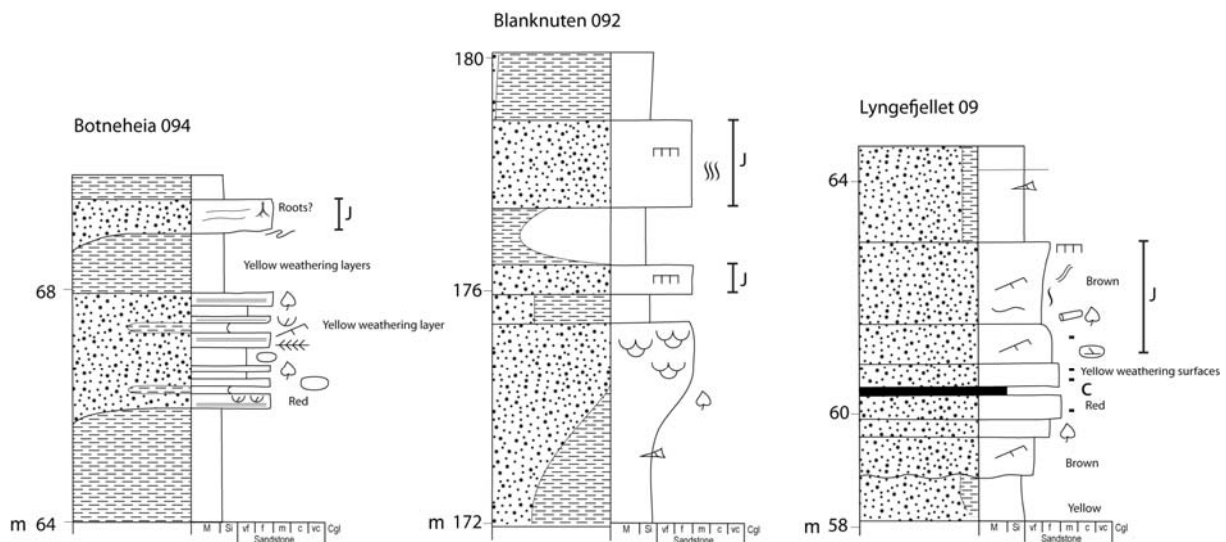 Blanknuten 092
Botneheia 094
Lyngefjellet 09
180
J
176
J
m 172
M Si vf f m c vc Cgl
Sandstone
Roots?
J
Yellow weathering layers
68
Yellow weathering layer
Red
m 64
M Si vf f m c vc Cgl
Sandstone
64
Brown
J
Yellow weathering surfaces
C
60
Red
Brown
Yellow
m 58
M Si vf f m c vc Cgl
Sandstone